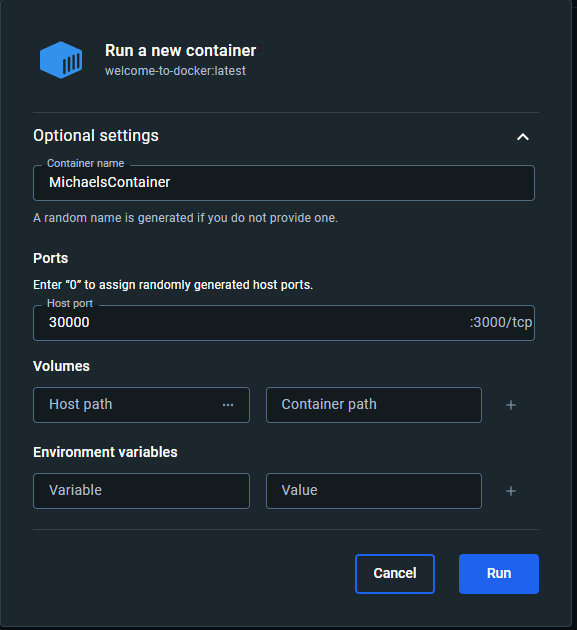 Run a new container
welcome-to-docker:latest
Optional settings
Container name
MichaelsContainer
A random name is generated if you do not provide one.
Ports
Enter “0” to assign randomly generated host ports.
Host port
30000 :3000/tcp
Volumes
Host path ··· Container path +
Environment variables
Variable Value +
Cancel Run